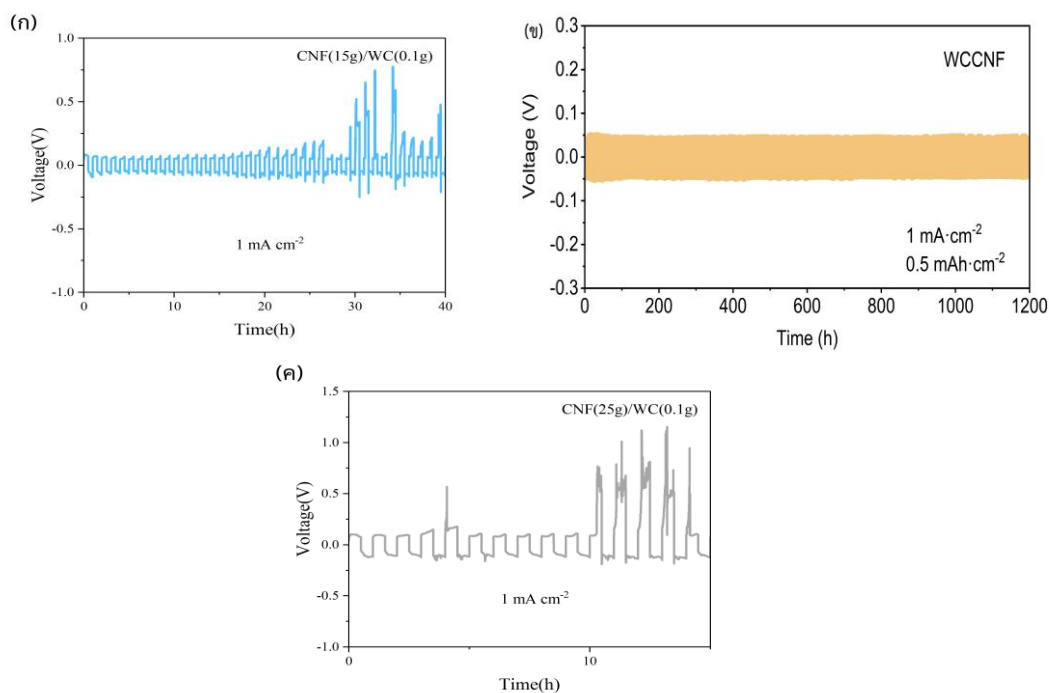 (ก)
1.0
0.5
0.0
-0.5
-1.0
Voltage(V)
CNF(15g)/WC(0.1g)
1 mA cm⁻²
0 10 20 30 40
Time(h)
(ข)
0.3
0.2
0.1
0.0
-0.1
-0.2
-0.3
Voltage (V)
WCCNF
1 mA·cm⁻²
0.5 mAh·cm⁻²
0 200 400 600 800 1000 1200
Time (h)
(ค)
1.5
1.0
0.5
0.0
-0.5
-1.0
Voltage(V)
CNF(25g)/WC(0.1g)
1 mA cm⁻²
0 10
Time(h)